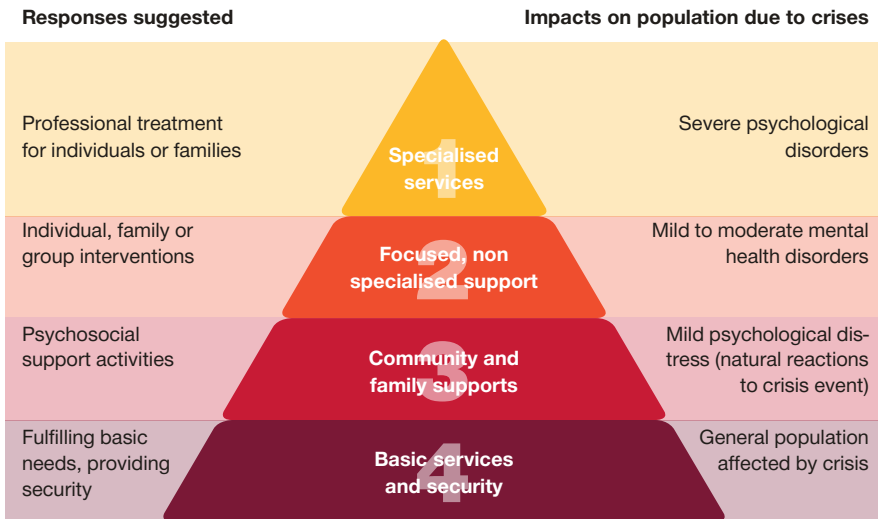 Responses suggested
Impacts on population due to crises
Professional treatment
for individuals or families
1
Specialised
services
Severe psychological
disorders
Individual, family or
group interventions
2
Focused, non
specialised support
Mild to moderate mental
health disorders
Psychosocial
support activities
3
Community and
family supports
Mild psychological dis-
tress (natural reactions
to crisis event)
Fulfilling basic
needs, providing
security
4
Basic services
and security
General population
affected by crisis